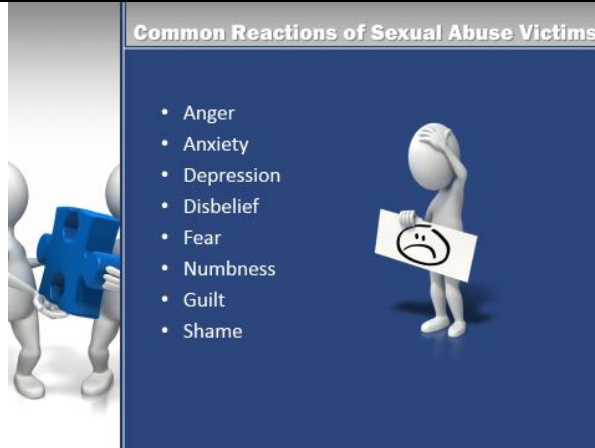 Common Reactions of Sexual Abuse Victims
• Anger
• Anxiety
• Depression
• Disbelief
• Fear
• Numbness
• Guilt
• Shame